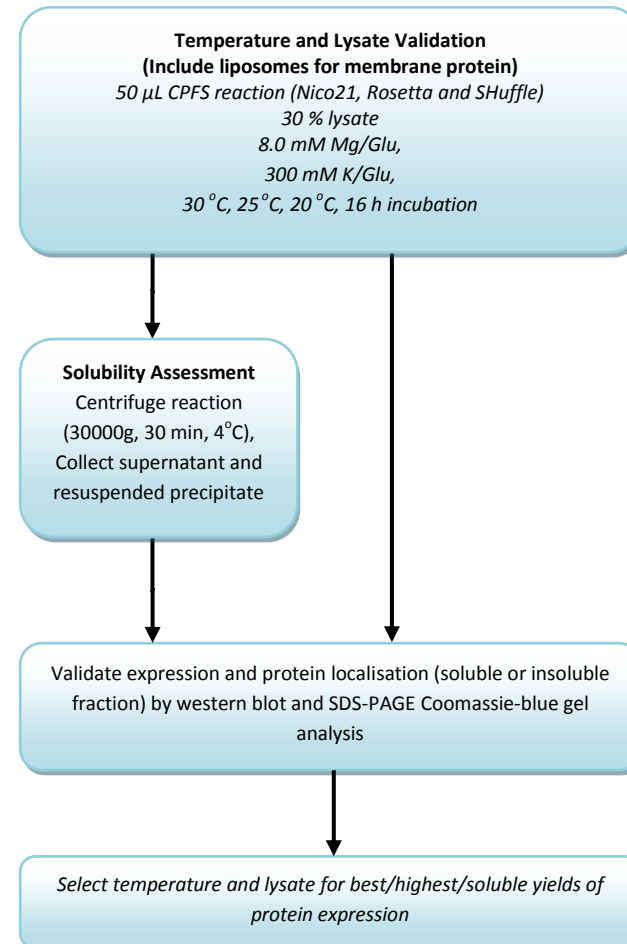 Temperature and Lysate Validation
(Include liposomes for membrane protein)
50 µL CPFS reaction (Nico21, Rosetta and SHuffle)
30 % lysate
8.0 mM Mg/Glu,
300 mM K/Glu,
30 °C, 25°C, 20 °C, 16 h incubation
Solubility Assessment
Centrifuge reaction
(30000g, 30 min, 4°C),
Collect supernatant and
resuspended precipitate
Validate expression and protein localisation (soluble or insoluble
fraction) by western blot and SDS-PAGE Coomassie-blue gel
analysis
Select temperature and lysate for best/highest/soluble yields of
protein expression